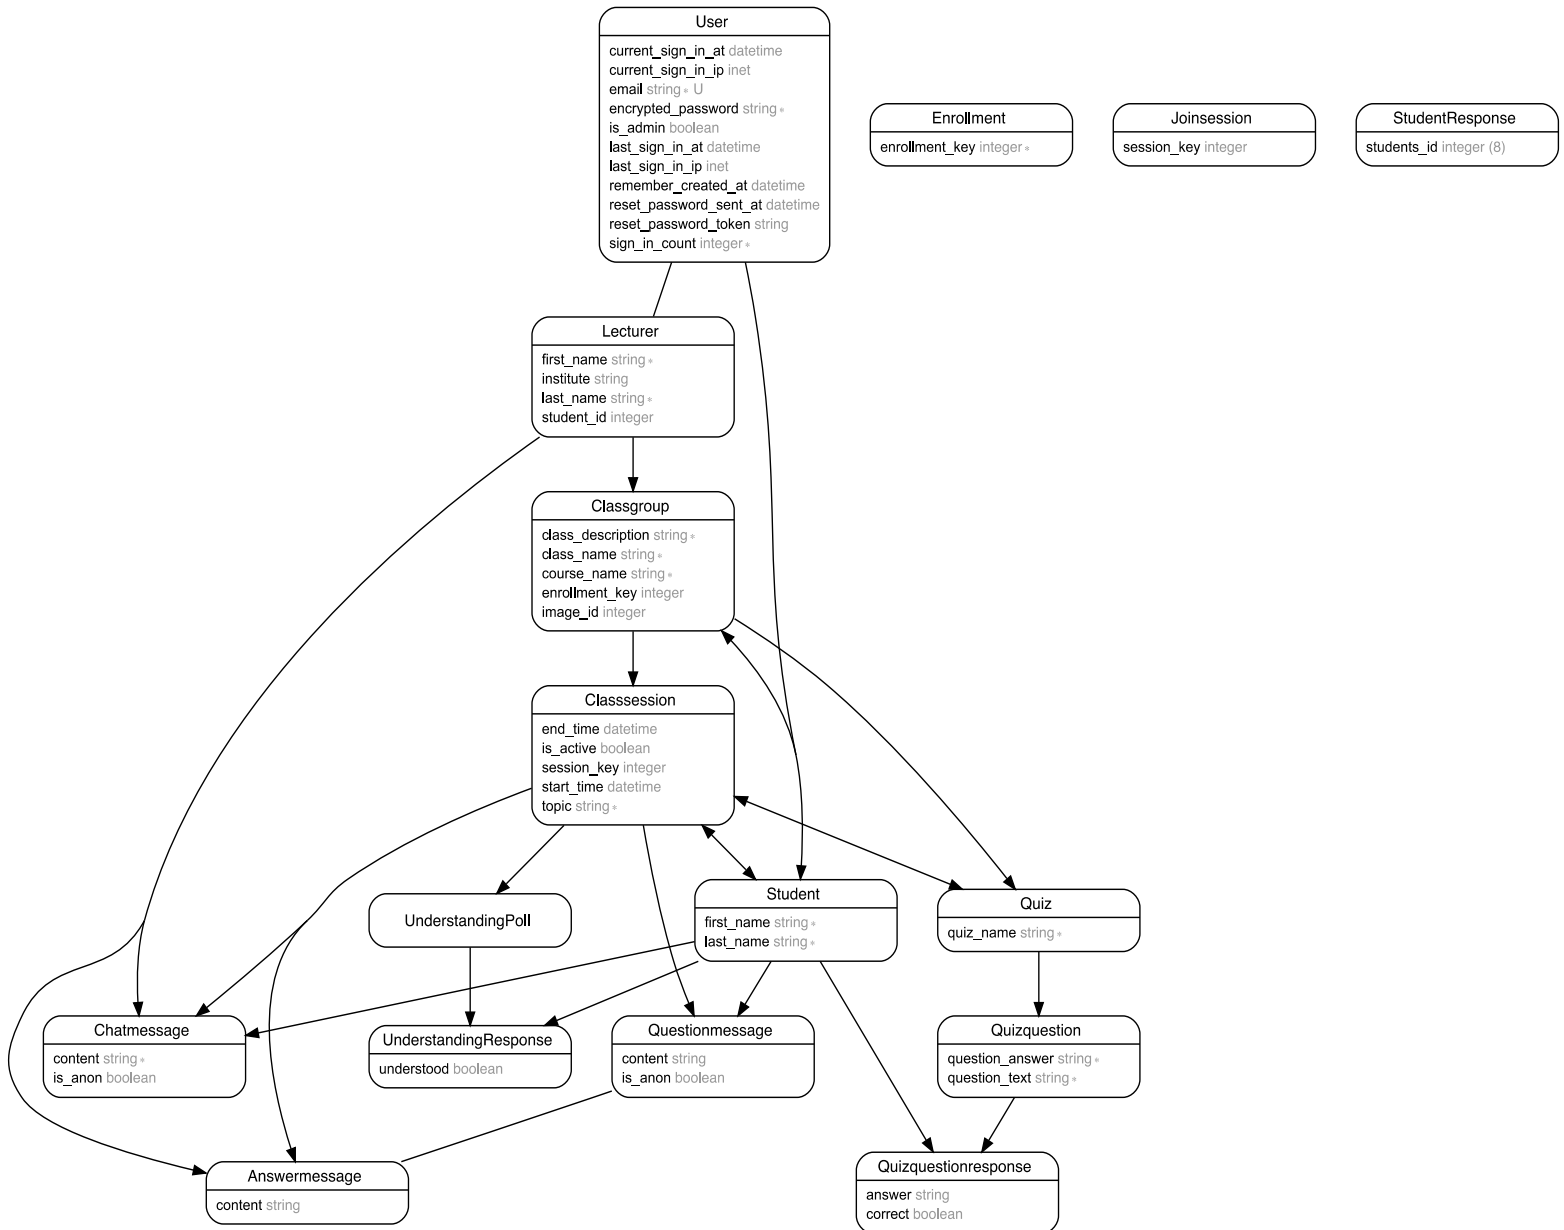 User
current_sign_in_at datetime
current_sign_in_ip inet
email string * U
encrypted_password string *
is_admin boolean
last_sign_in_at datetime
last_sign_in_ip inet
remember_created_at datetime
reset_password_sent_at datetime
reset_password_token string
sign_in_count integer *
Enrollment
enrollment_key integer *
Joinsession
session_key integer
StudentResponse
students_id integer (8)
Lecturer
first_name string *
institute string
last_name string *
student_id integer
Classgroup
class_description string *
class_name string *
course_name string *
enrollment_key integer
image_id integer
Classsession
end_time datetime
is_active boolean
session_key integer
start_time datetime
topic string *
UnderstandingPoll
Student
first_name string *
last_name string *
Quiz
quiz_name string *
Chatmessage
content string *
is_anon boolean
UnderstandingResponse
understood boolean
Questionmessage
content string
is_anon boolean
Quizquestion
question_answer string *
question_text string *
Answermessage
content string
Quizquestionresponse
answer string
correct boolean